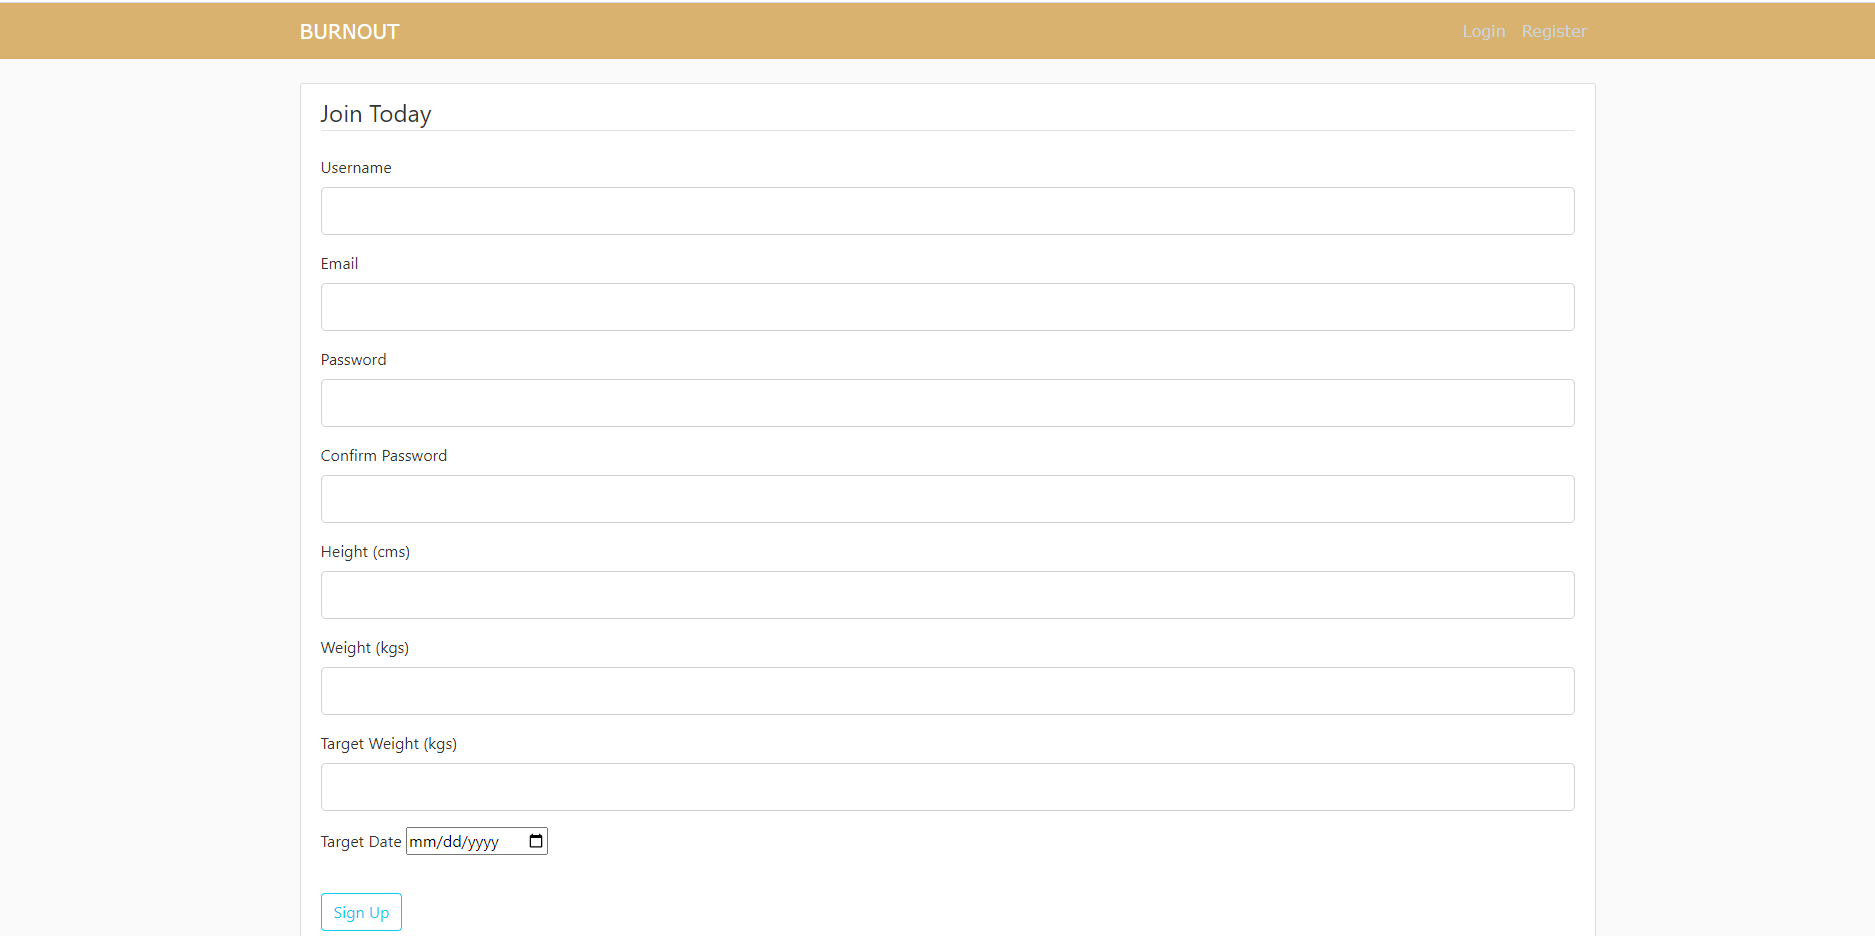 BURNOUT Login Register
Join Today
Username
Email
Password
Confirm Password
Height (cms)
Weight (kgs)
Target Weight (kgs)
Target Date mm/dd/yyyy
Sign Up